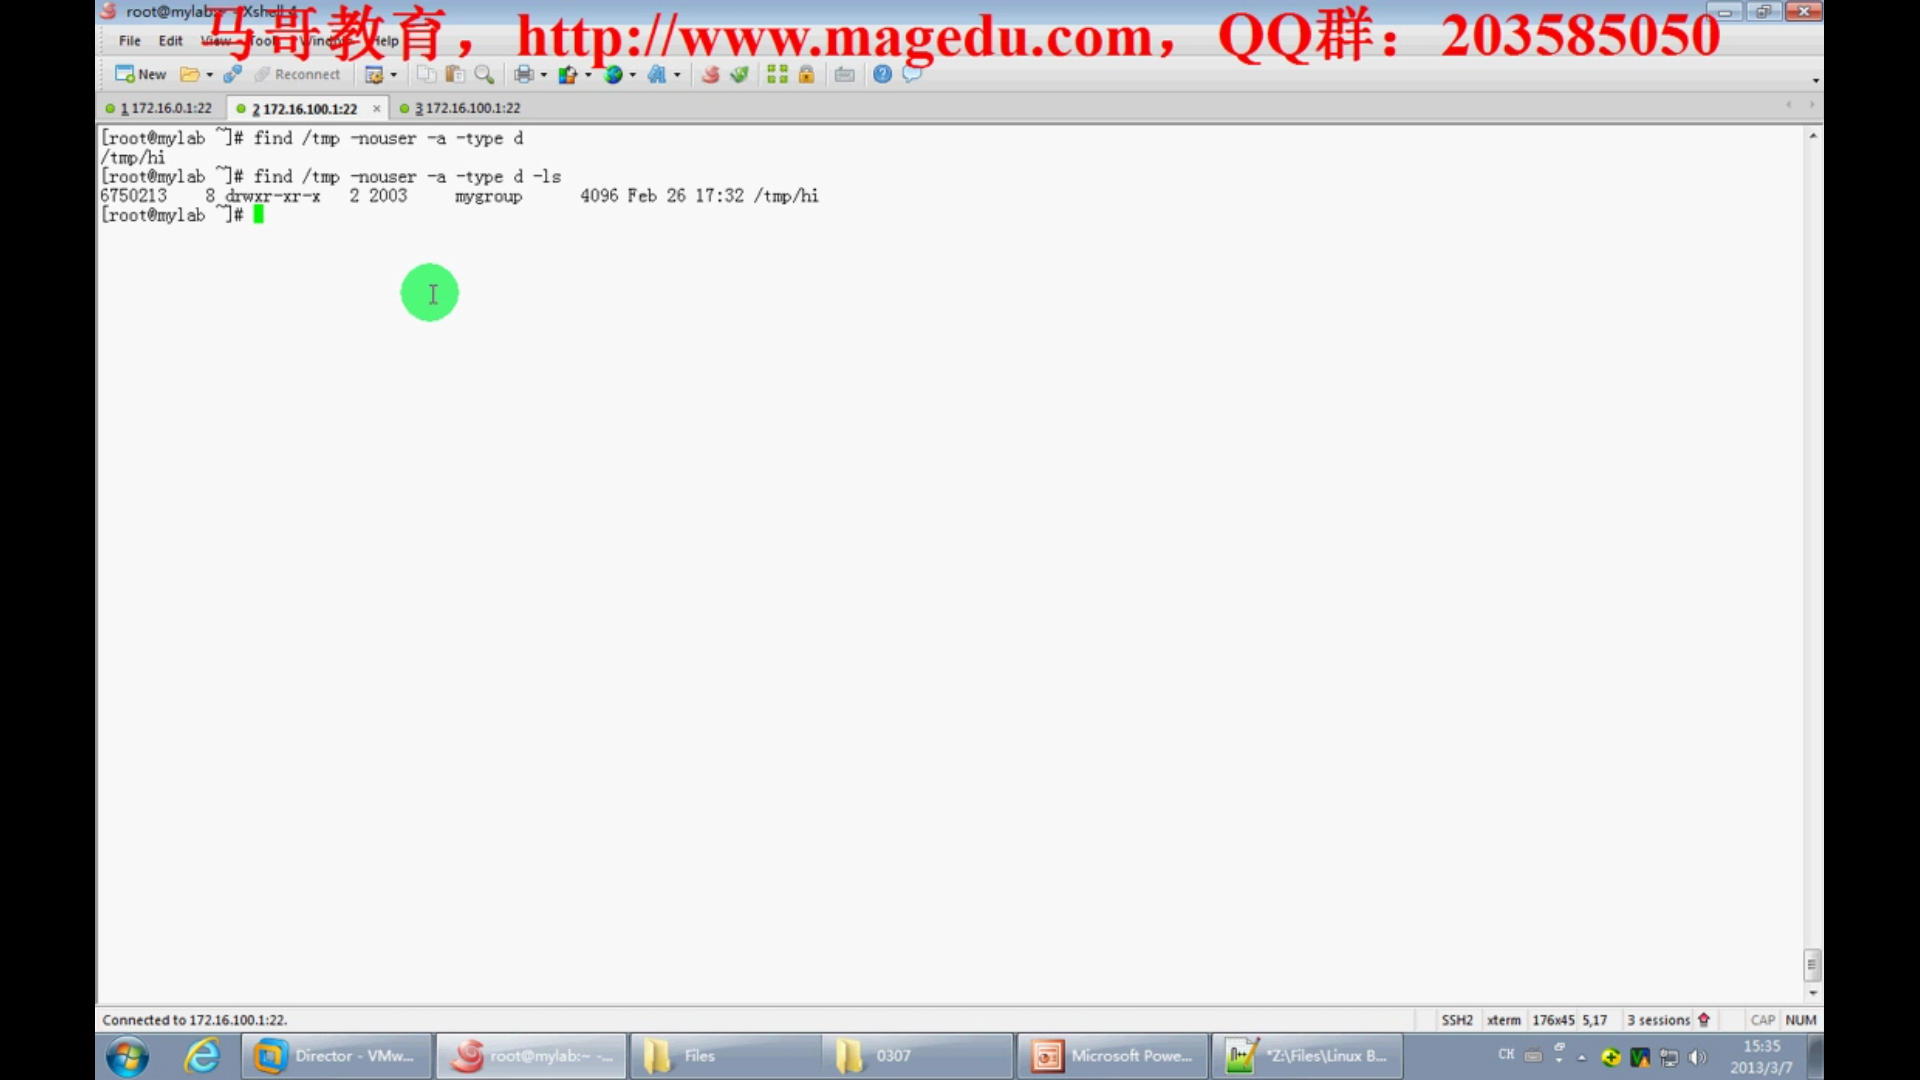 root@mylab:~ - Xshell 4
马哥教育，http://www.magedu.com，QQ群：203585050
File Edit View Tools Window Help
New Reconnect
1 172.16.0.1:22 2 172.16.100.1:22 × 3 172.16.100.1:22
[root@mylab ~]# find /tmp -nouser -a -type d
/tmp/hi
[root@mylab ~]# find /tmp -nouser -a -type d -ls
6750213 8 drwxr-xr-x 2 2003 mygroup 4096 Feb 26 17:32 /tmp/hi
[root@mylab ~]#
Connected to 172.16.100.1:22.
SSH2 xterm 176x45 5,17 3 sessions CAP NUM
Director - VMw... root@mylab:~ -... Files 0307 Microsoft Powe... *Z:\Files\Linux B... CH 15:35
2013/3/7